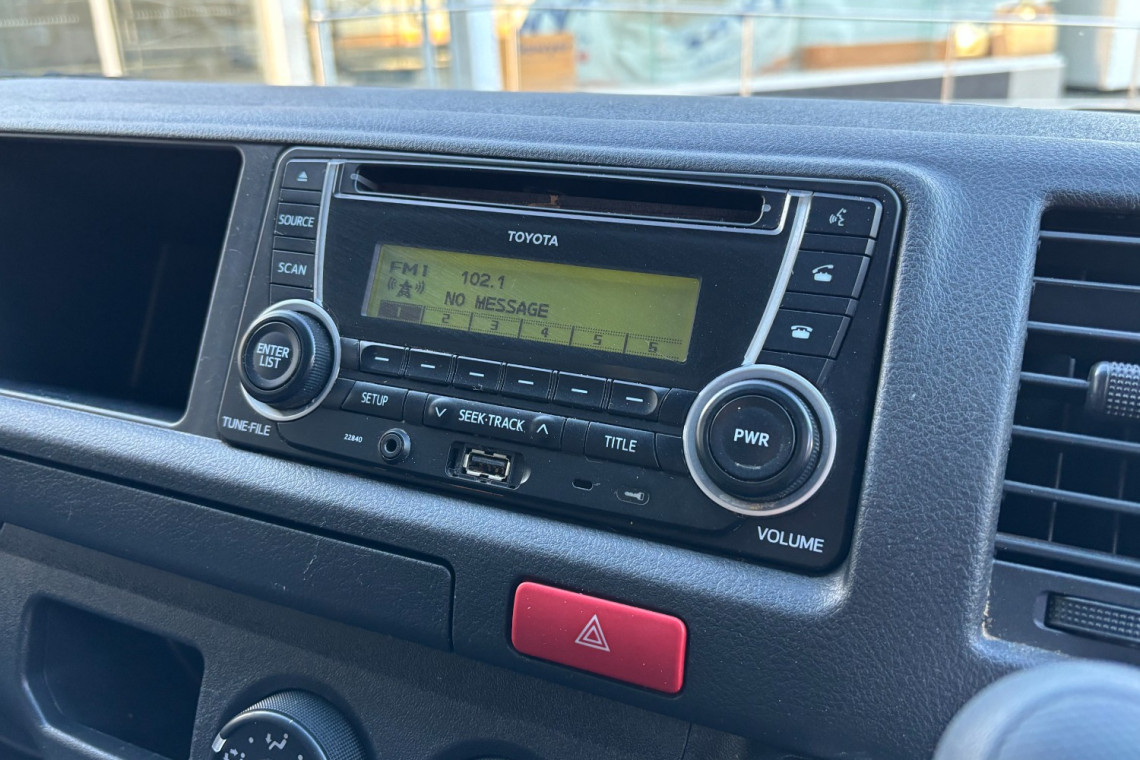 SOURCE
SCAN
TOYOTA
FM1
102.1
NO MESSAGE
1 2 3 4 5 6
ENTER
LIST
TUNE·FILE
SETUP
SEEK·TRACK
TITLE
22840
PWR
VOLUME